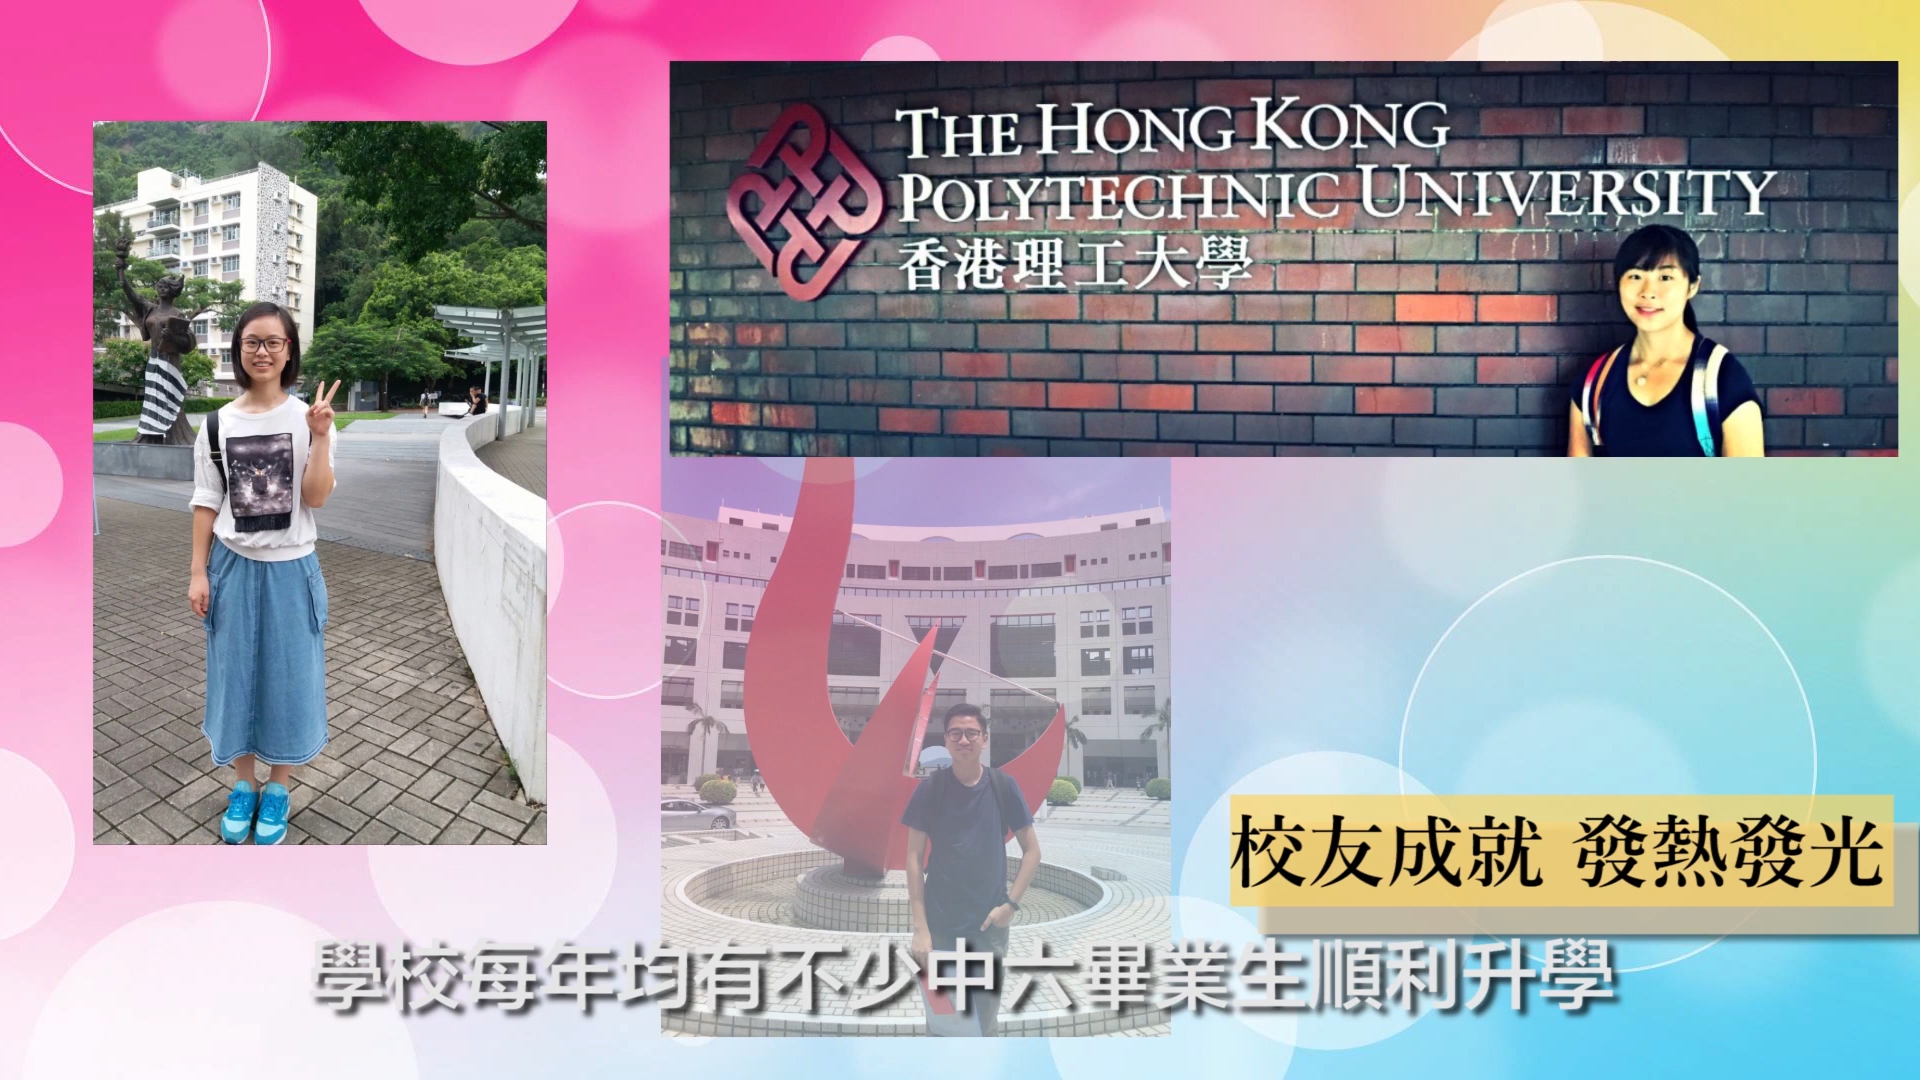 THE HONG KONG
POLYTECHNIC UNIVERSITY
香港理工大學
校友成就 發熱發光
學校每年均有不少中六畢業生順利升學